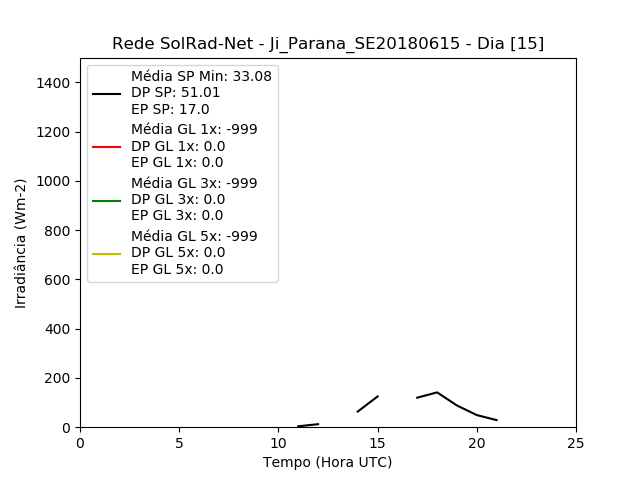 Rede SolRad-Net - Ji_Parana_SE20180615 - Dia [15]
Média SP Min: 33.08
DP SP: 51.01
EP SP: 17.0
Média GL 1x: -999
DP GL 1x: 0.0
EP GL 1x: 0.0
Média GL 3x: -999
DP GL 3x: 0.0
EP GL 3x: 0.0
Média GL 5x: -999
DP GL 5x: 0.0
EP GL 5x: 0.0
Irradiância (Wm-2)
1400
1200
1000
800
600
400
200
0
0 5 10 15 20 25
Tempo (Hora UTC)